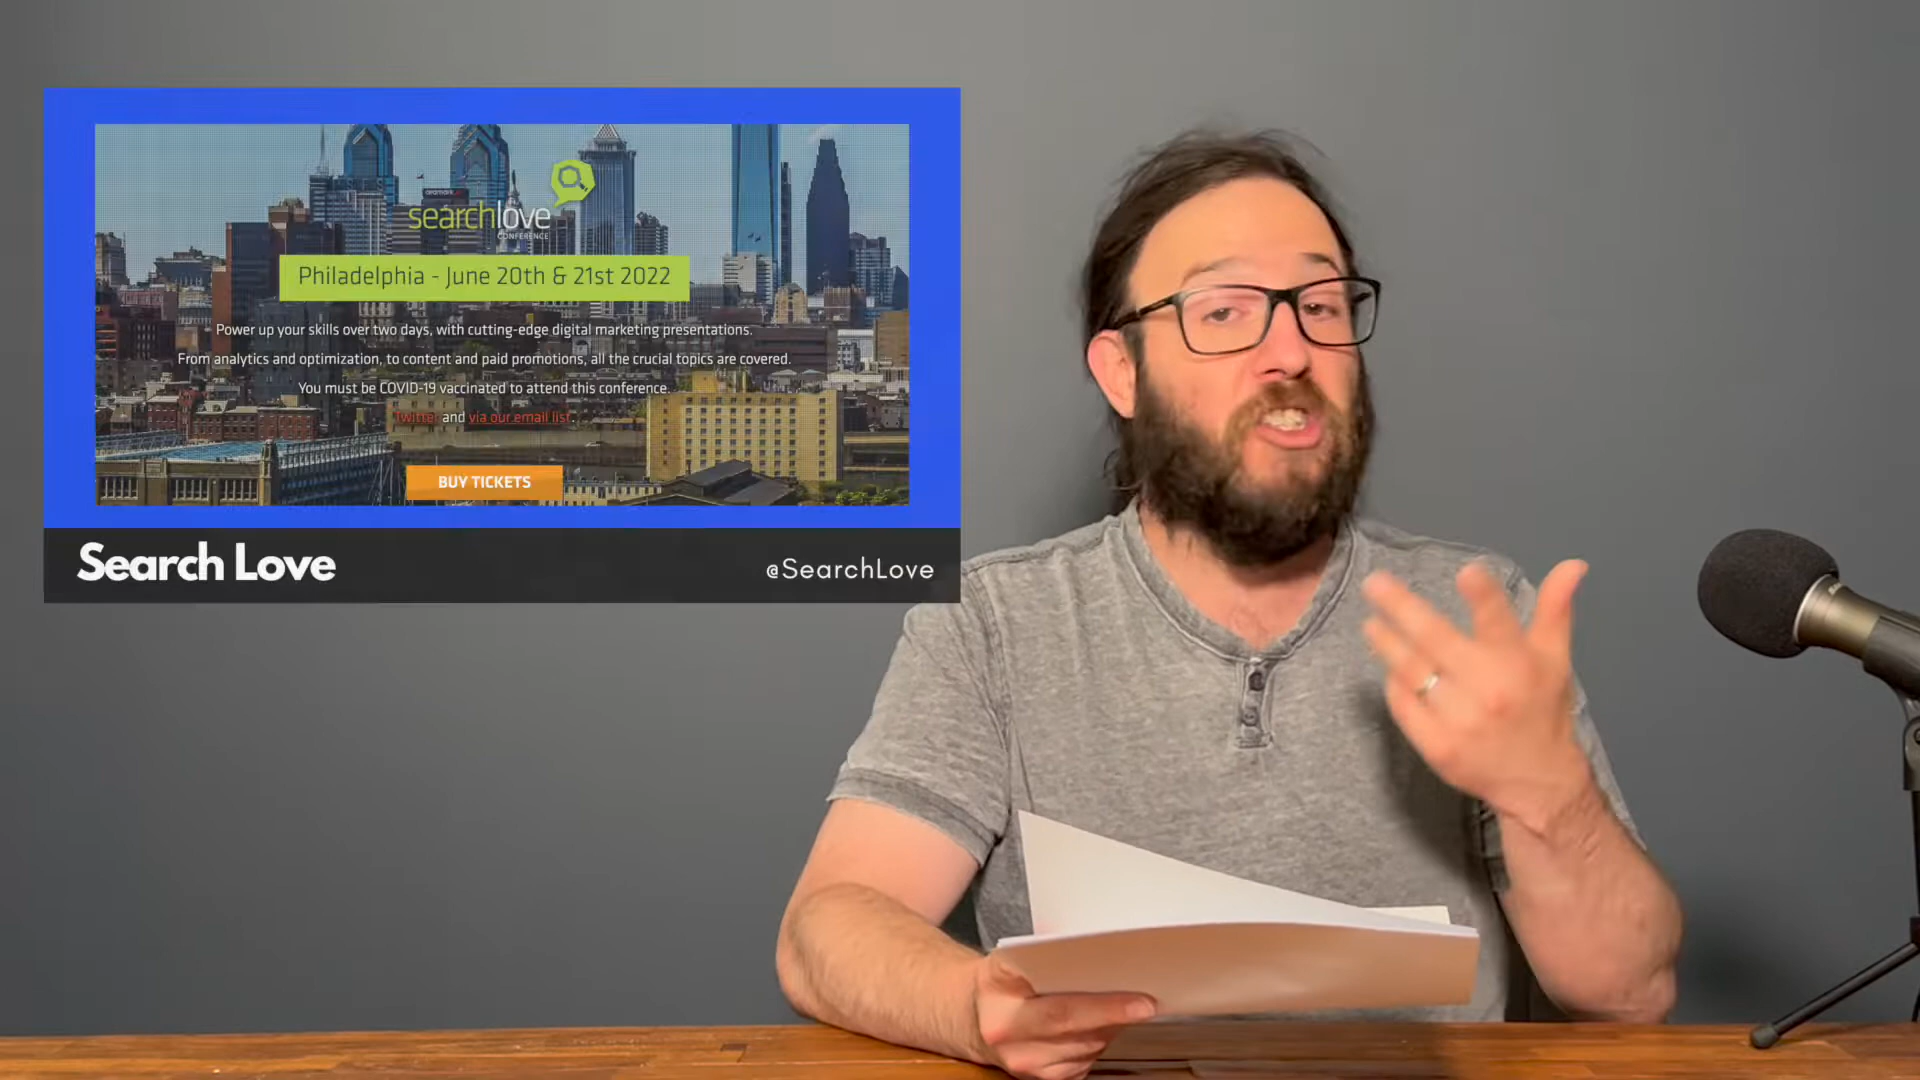 aramark
searchlove
CONFERENCE
Philadelphia - June 20th & 21st 2022
Power up your skills over two days, with cutting-edge digital marketing presentations.
From analytics and optimization, to content and paid promotions, all the crucial topics are covered.
You must be COVID-19 vaccinated to attend this conference.
Twitter and via our email list.
BUY TICKETS
Search Love
@SearchLove